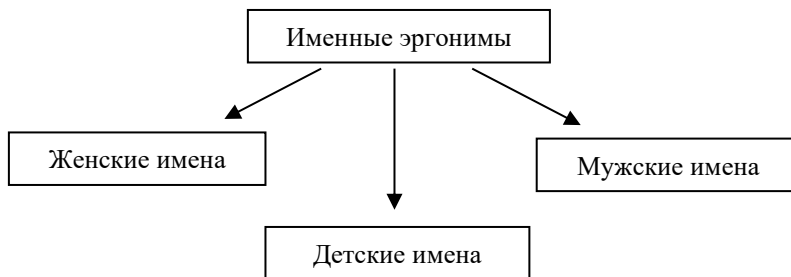 Именные эргонимы
Женские имена
Мужские имена
Детские имена